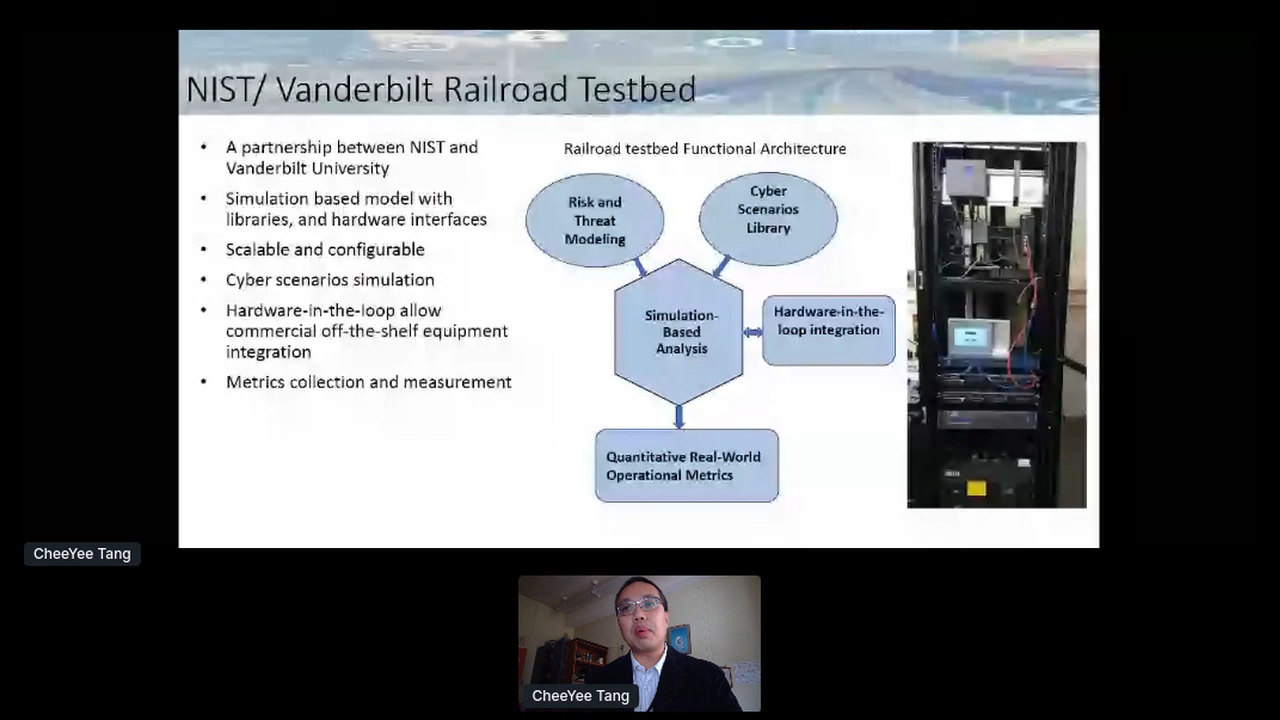 NIST/ Vanderbilt Railroad Testbed
• A partnership between NIST and
Vanderbilt University
• Simulation based model with
libraries, and hardware interfaces
• Scalable and configurable
• Cyber scenarios simulation
• Hardware-in-the-loop allow
commercial off-the-shelf equipment
integration
• Metrics collection and measurement
Railroad testbed Functional Architecture
Risk and
Threat
Modeling
Cyber
Scenarios
Library
Simulation-
Based
Analysis
Hardware-in-the-
loop integration
Quantitative Real-World
Operational Metrics
CheeYee Tang
CheeYee Tang